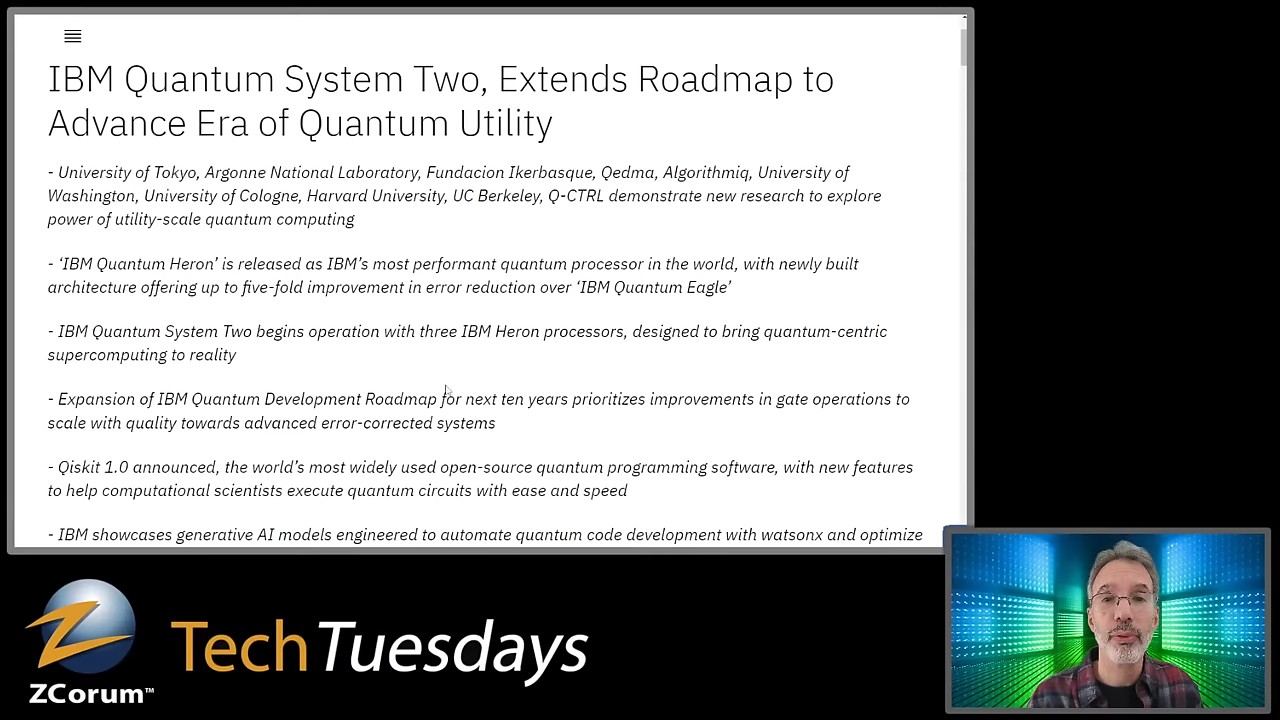 IBM Quantum System Two, Extends Roadmap to
Advance Era of Quantum Utility
- University of Tokyo, Argonne National Laboratory, Fundacion Ikerbasque, Qedma, Algorithmiq, University of
Washington, University of Cologne, Harvard University, UC Berkeley, Q-CTRL demonstrate new research to explore
power of utility-scale quantum computing
- ‘IBM Quantum Heron’ is released as IBM’s most performant quantum processor in the world, with newly built
architecture offering up to five-fold improvement in error reduction over ‘IBM Quantum Eagle’
- IBM Quantum System Two begins operation with three IBM Heron processors, designed to bring quantum-centric
supercomputing to reality
- Expansion of IBM Quantum Development Roadmap for next ten years prioritizes improvements in gate operations to
scale with quality towards advanced error-corrected systems
- Qiskit 1.0 announced, the world’s most widely used open-source quantum programming software, with new features
to help computational scientists execute quantum circuits with ease and speed
- IBM showcases generative AI models engineered to automate quantum code development with watsonx and optimize
Z
TechTuesdays
ZCorum™